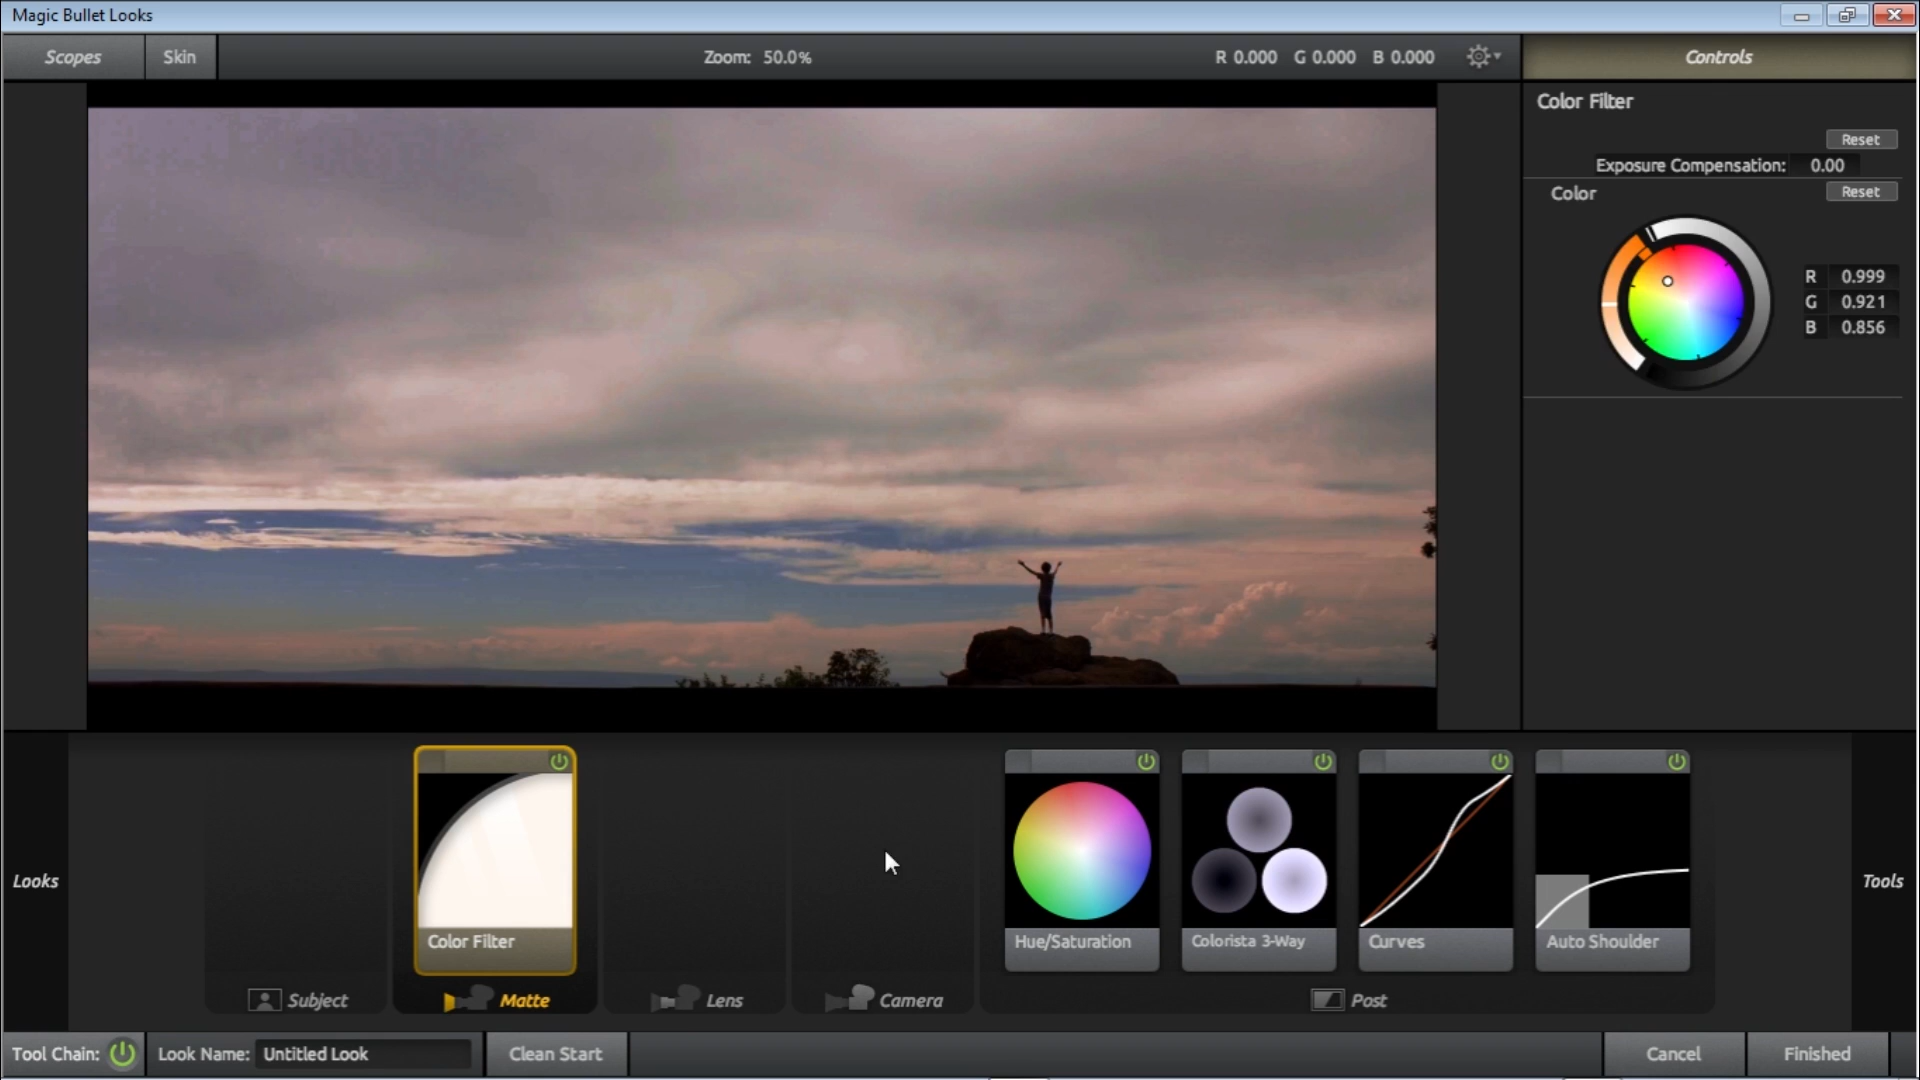 Magic Bullet Looks
Scopes
Skin
Zoom: 50.0%
R 0.000 G 0.000 B 0.000
Controls
Color Filter
Reset
Exposure Compensation: 0.00
Color
Reset
R 0.999
G 0.921
B 0.856
Looks
Color Filter
Hue/Saturation
Colorista 3-Way
Curves
Auto Shoulder
Tools
Subject
Matte
Lens
Camera
Post
Tool Chain:
Look Name: Untitled Look
Clean Start
Cancel
Finished